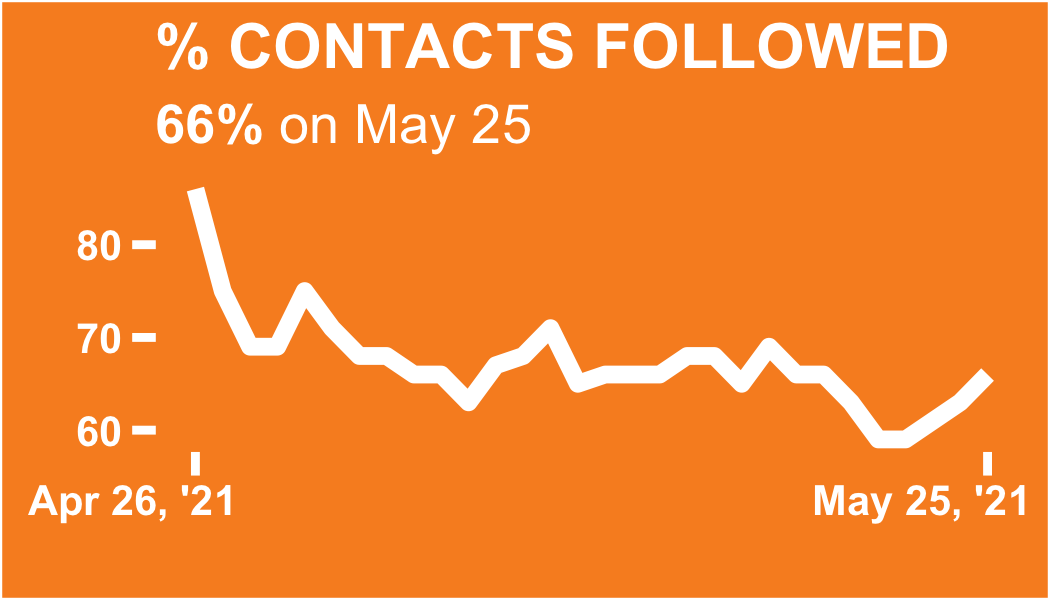 % CONTACTS FOLLOWED
66% on May 25
80
70
60
Apr 26, '21
May 25, '21